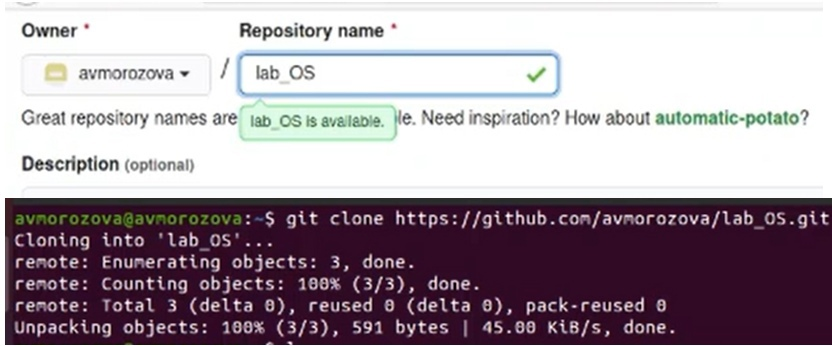 Owner * Repository name *
avmorozova / lab_OS
Great repository names are le. Need inspiration? How about automatic-potato?
lab_OS is available.
Description (optional)
avmorozova@avmorozova:~$ git clone https://github.com/avmorozova/lab_OS.git
Cloning into 'lab_OS'...
remote: Enumerating objects: 3, done.
remote: Counting objects: 100% (3/3), done.
remote: Total 3 (delta 0), reused 0 (delta 0), pack-reused 0
Unpacking objects: 100% (3/3), 591 bytes | 45.00 KiB/s, done.